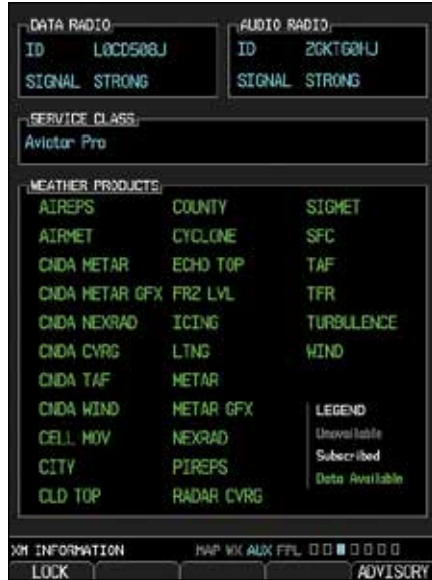 DATA RADIO
ID L0CD508J
SIGNAL STRONG
AUDIO RADIO
ID 2GKTG0HJ
SIGNAL STRONG
SERVICE CLASS
Aviator Pro
WEATHER PRODUCTS
AIREPS COUNTY SIGMET
AIRMET CYCLONE SFC
CNDA METAR ECHO TOP TAF
CNDA METAR GFX FRZ LVL TFR
CNDA NEXRAD ICING TURBULENCE
CNDA CVRG LTNG WIND
CNDA TAF METAR
CNDA WIND METAR GFX
CELL MOV NEXRAD
CITY PIREPS
CLD TOP RADAR CVRG
LEGEND
Unavailable
Subscribed
Data Available
XM INFORMATION MAP WX AUX FPL
LOCK ADVISORY